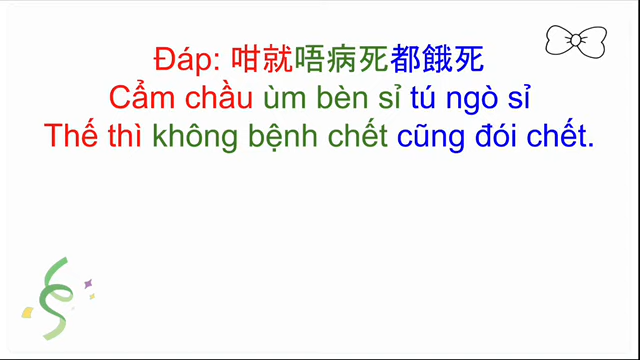 Đáp: 咁就唔病死都餓死
Cẩm chầu ùm bèn sỉ tú ngò sỉ
Thế thì không bệnh chết cũng đói chết.